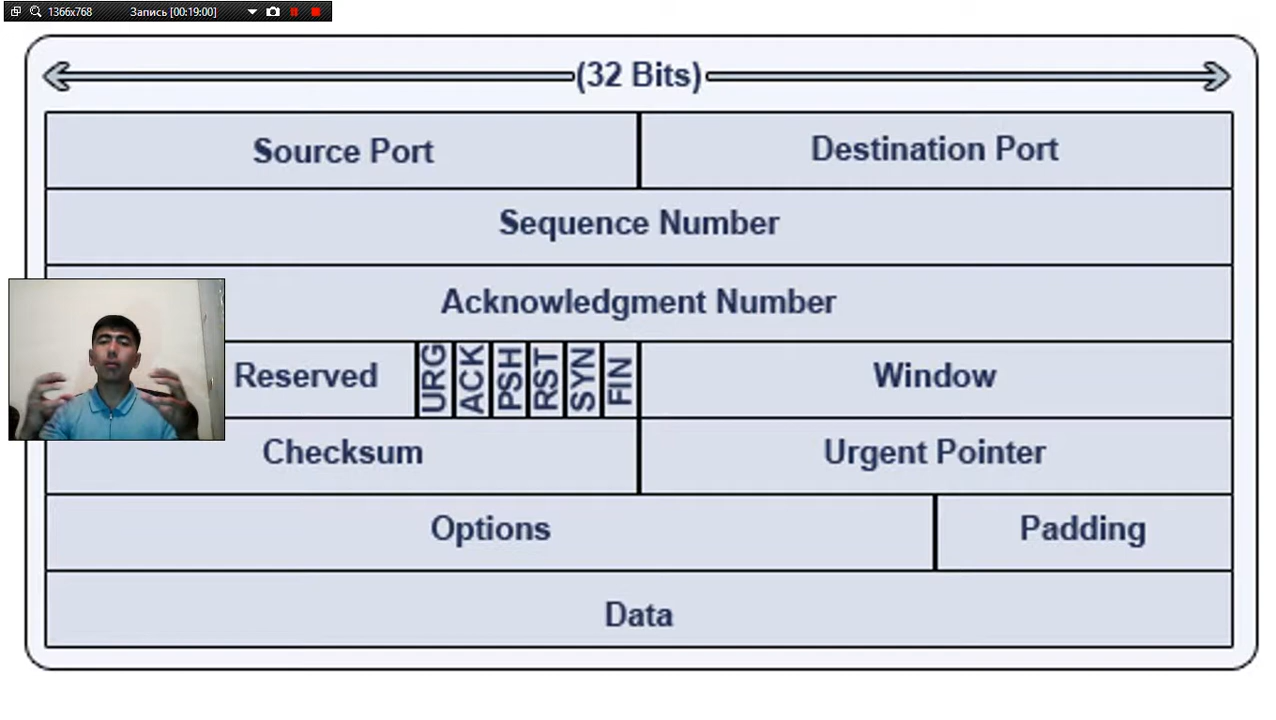 1366x768 Запись [00:19:00]
(32 Bits)
Source Port Destination Port
Sequence Number
Acknowledgment Number
Reserved URG ACK PSH RST SYN FIN Window
Checksum Urgent Pointer
Options Padding
Data